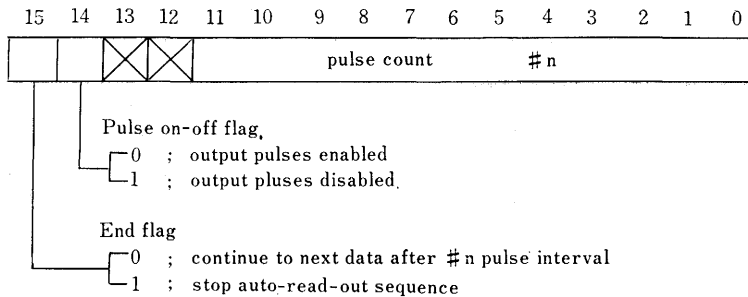 15 14 13 12 11 10 9 8 7 6 5 4 3 2 1 0
pulse count #n
Pulse on-off flag,
0 ; output pulses enabled
1 ; output pluses disabled.
End flag
0 ; continue to next data after #n pulse interval
1 ; stop auto-read-out sequence